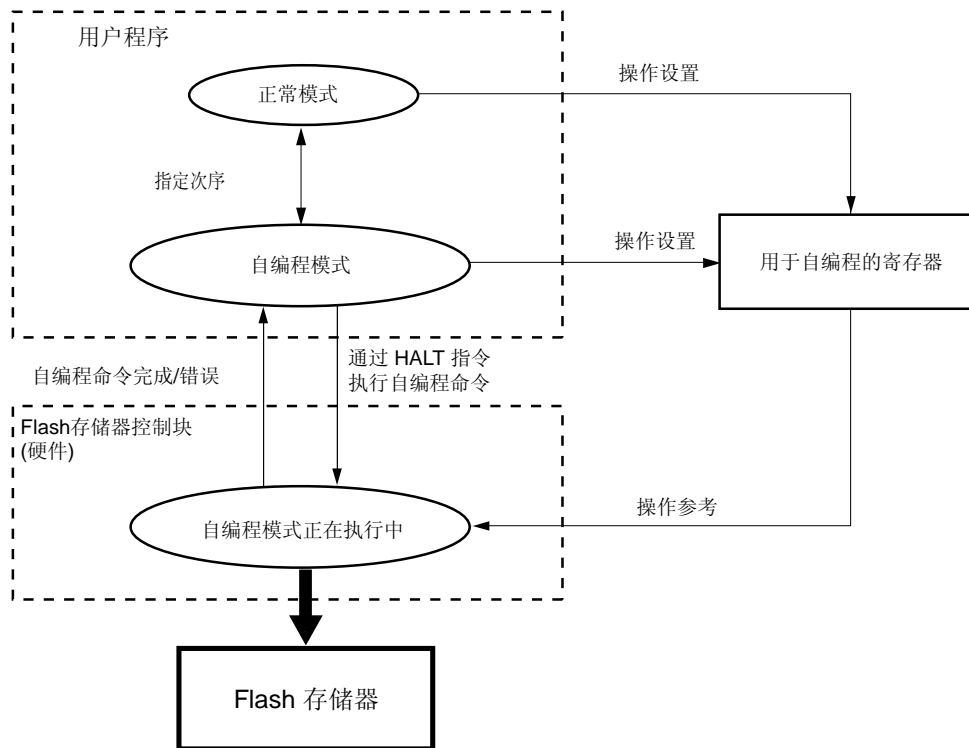 用户程序
正常模式
操作设置
指定次序
自编程模式
操作设置
用于自编程的寄存器
自编程命令完成/错误
通过 HALT 指令
执行自编程命令
Flash存储器控制块
(硬件)
自编程模式正在执行中
操作参考
Flash 存储器